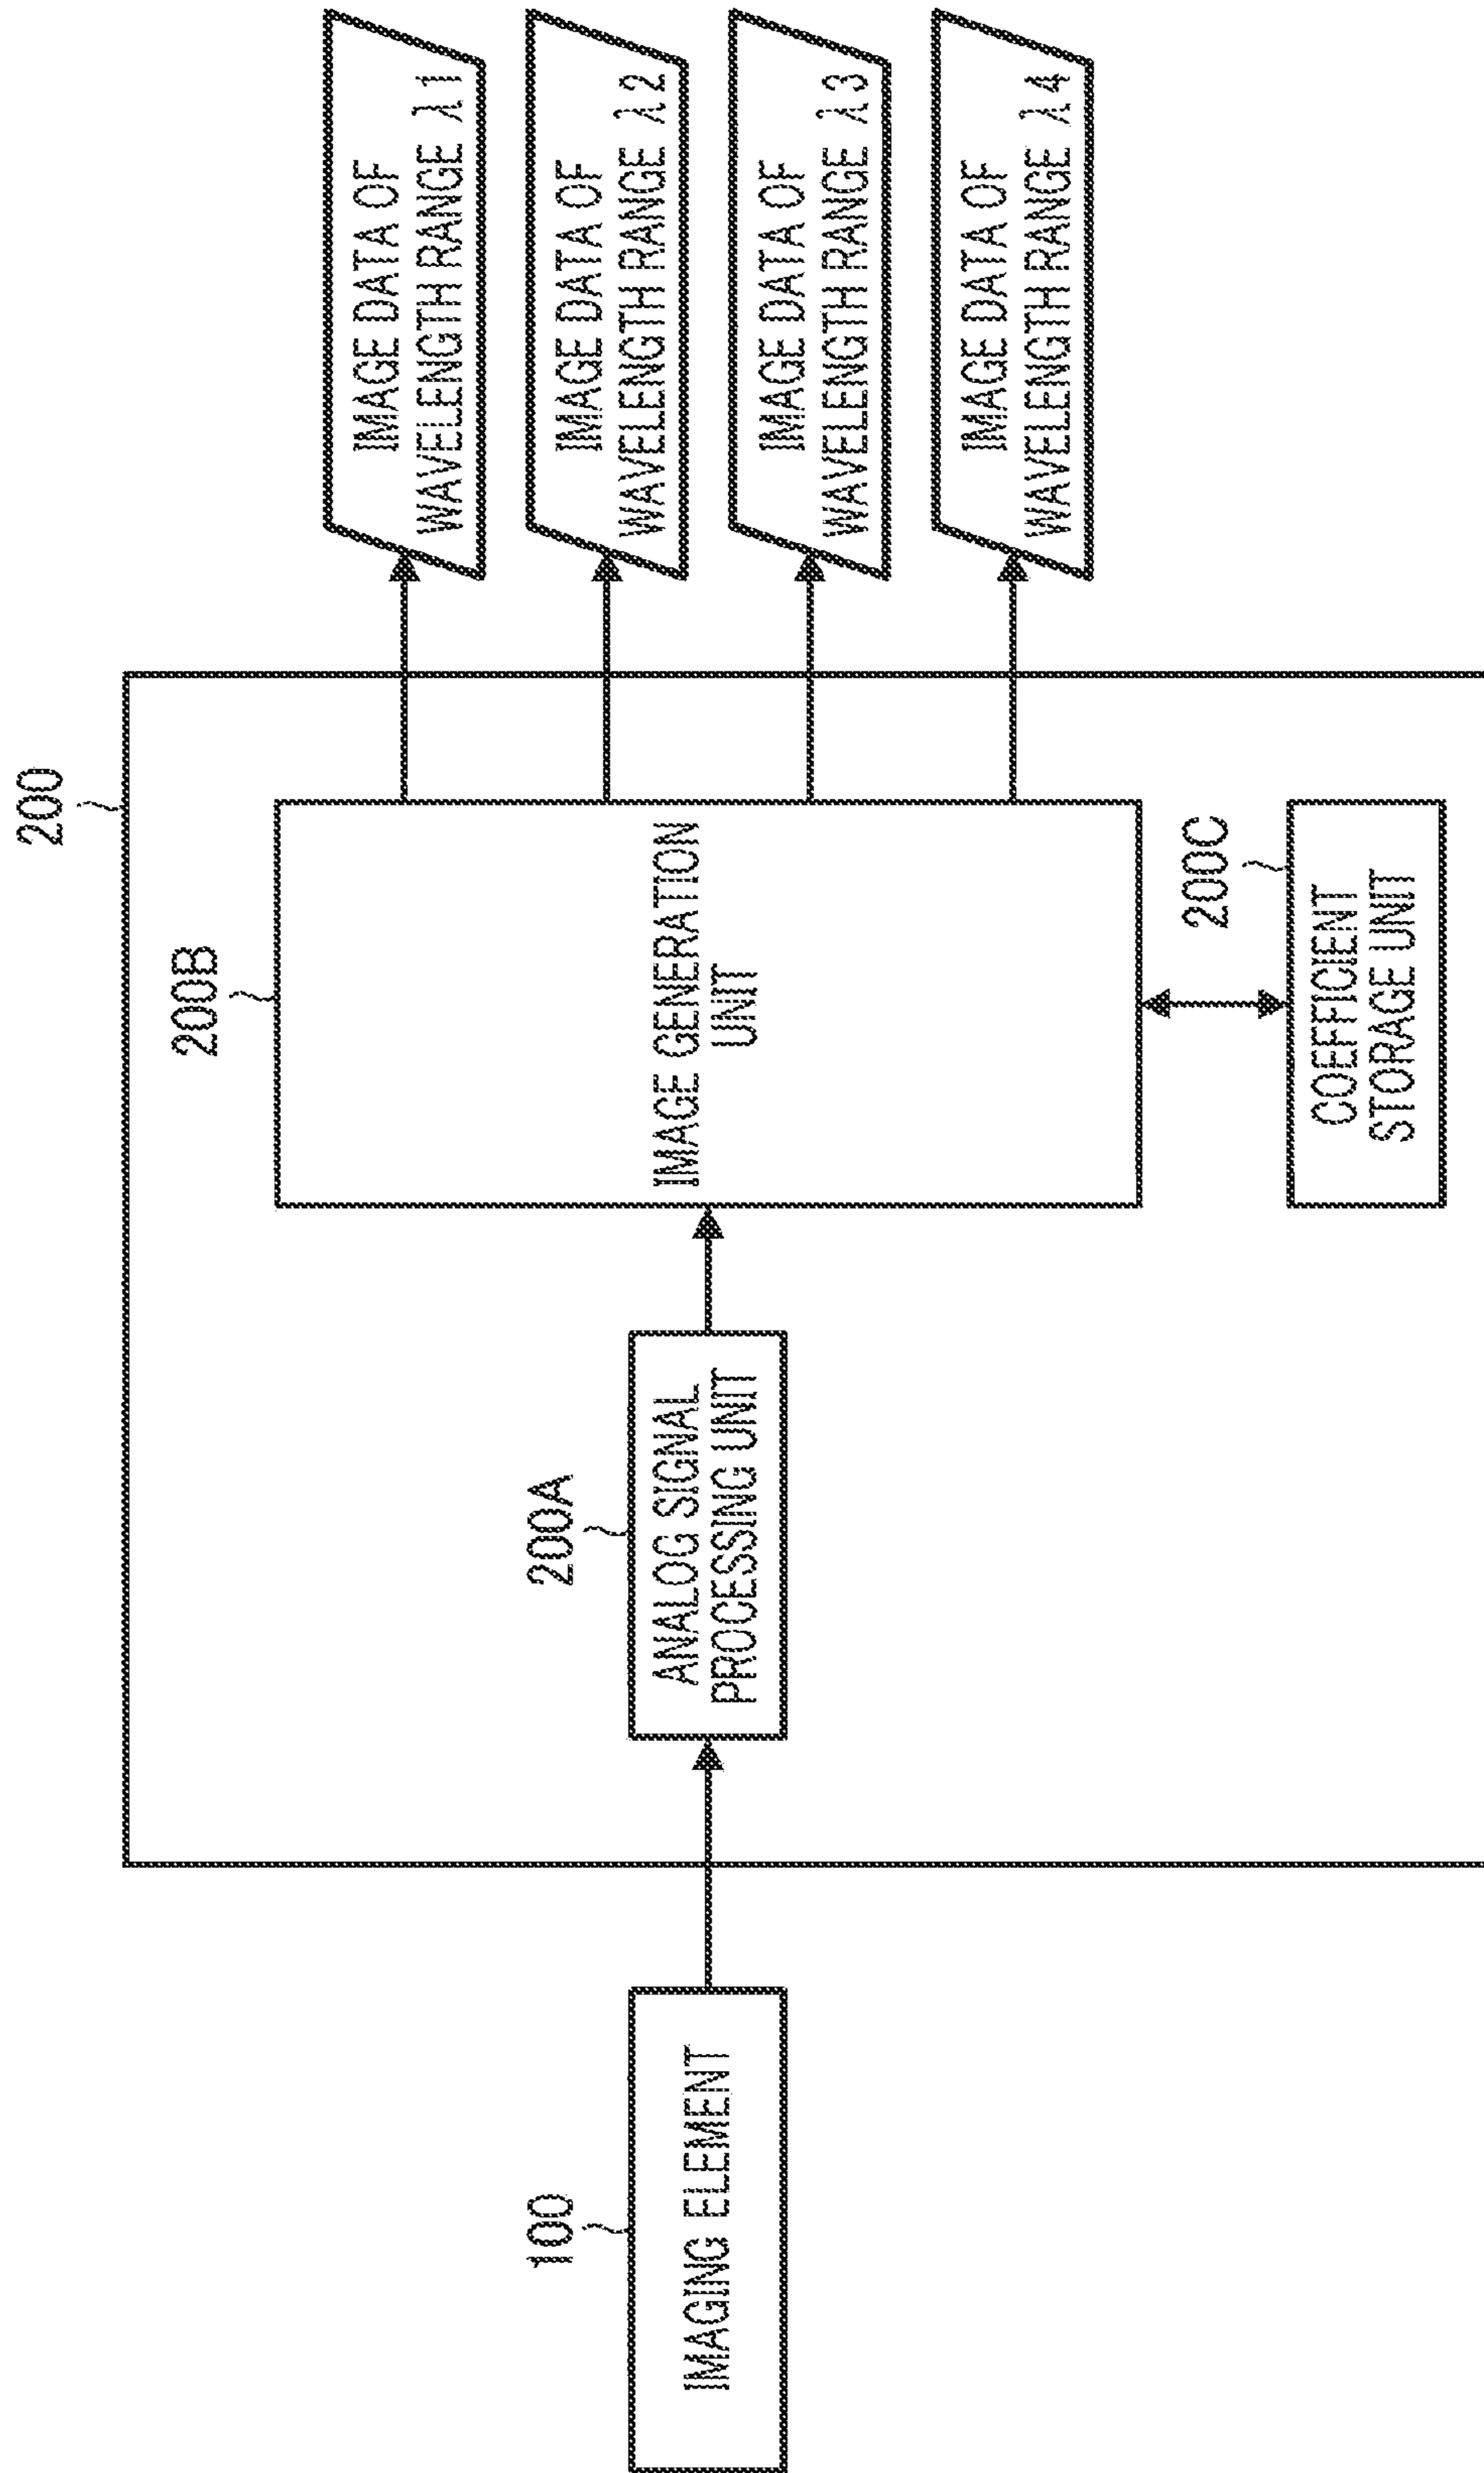 200
200B
IMAGE GENERATION
UNIT
200A
ANALOG SIGNAL
PROCESSING UNIT
100
IMAGING ELEMENT
200C
COEFFICIENT
STORAGE UNIT
IMAGE DATA OF
WAVELENGTH RANGE λ1
IMAGE DATA OF
WAVELENGTH RANGE λ2
IMAGE DATA OF
WAVELENGTH RANGE λ3
IMAGE DATA OF
WAVELENGTH RANGE λ4